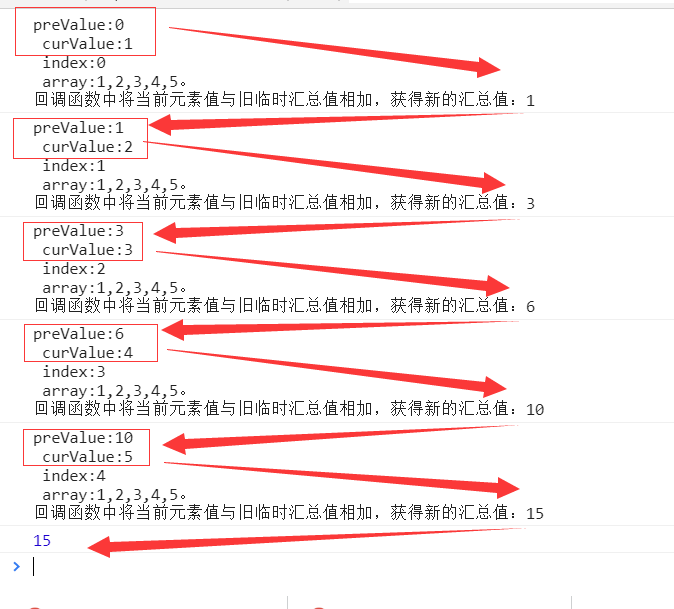 preValue:0
curValue:1
index:0
array:1,2,3,4,5。
回调函数中将当前元素值与旧临时汇总值相加，获得新的汇总值：1
preValue:1
curValue:2
index:1
array:1,2,3,4,5。
回调函数中将当前元素值与旧临时汇总值相加，获得新的汇总值：3
preValue:3
curValue:3
index:2
array:1,2,3,4,5。
回调函数中将当前元素值与旧临时汇总值相加，获得新的汇总值：6
preValue:6
curValue:4
index:3
array:1,2,3,4,5。
回调函数中将当前元素值与旧临时汇总值相加，获得新的汇总值：10
preValue:10
curValue:5
index:4
array:1,2,3,4,5。
回调函数中将当前元素值与旧临时汇总值相加，获得新的汇总值：15
15
>